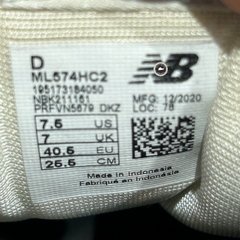 D
ML574HC2
195173184050
NBK211161
PRFVN5679 DKZ
MFG: 12/2020
LOC: 78
7.5 US
7 UK
40.5 EU
25.5 CM
Made in Indonesia
Fabriqué en Indonésie